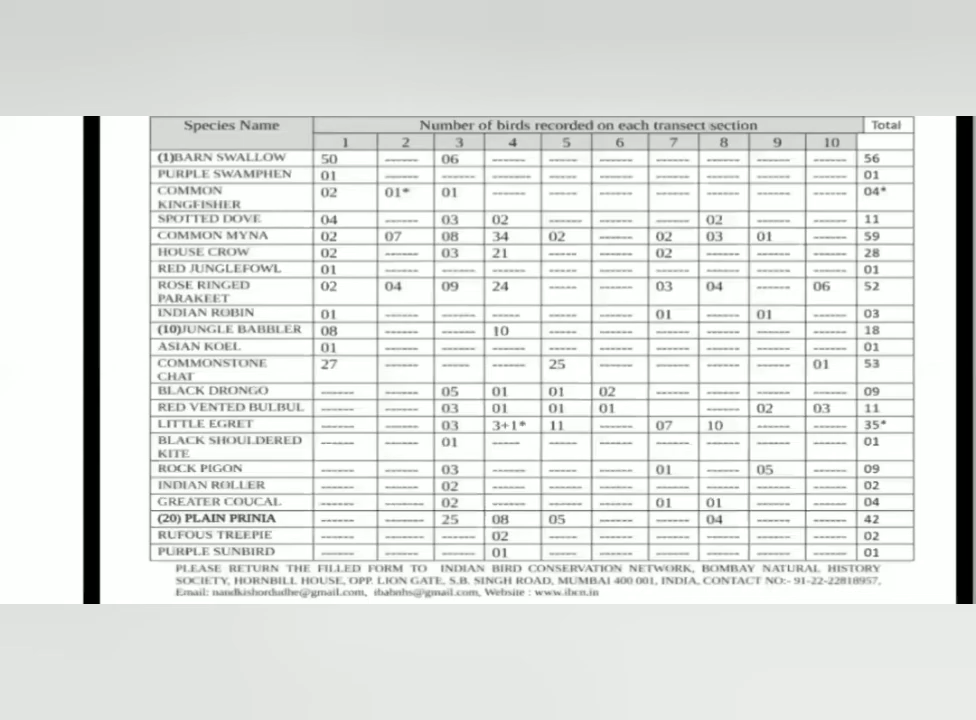 Species Name Number of birds recorded on each transect section Total
1 2 3 4 5 6 7 8 9 10
(1)BARN SWALLOW 50 ------ 06 ------ ----- ------ ------ ------ ------ ------ 56
PURPLE SWAMPHEN 01 ------ ------ ------- ----- ------ ------ ------ ------ ------ 01
COMMON KINGFISHER 02 01* 01 ------ ----- ------ ------ ------ ------ ------ 04*
SPOTTED DOVE 04 ------ 03 02 ------ ------ ------ 02 ------ ------ 11
COMMON MYNA 02 07 08 34 02 ------ 02 03 01 ------ 59
HOUSE CROW 02 ------ 03 21 ----- ------ 02 ------ ------ ------ 28
RED JUNGLEFOWL 01 ------ ------ ------ ----- ------ ------ ------ ------ ------ 01
ROSE RINGED PARAKEET 02 04 09 24 ----- ------ 03 04 ------ 06 52
INDIAN ROBIN 01 ------ ----- ------ ----- ------ 01 ------ 01 ------ 03
(10)JUNGLE BABBLER 08 ------ ------ 10 ----- ------ ------ ------ ------ ------ 18
ASIAN KOEL 01 ------ ------ ------ ----- ------ ------ ------ ------ ------ 01
COMMONSTONE CHAT 27 ------ ----- ------ 25 ------ ------ ------ ------ 01 53
BLACK DRONGO ------ ------ 05 01 01 02 ------ ------ ------ ------ 09
RED VENTED BULBUL ------ ------ 03 01 01 01 ------ 02 03 11
LITTLE EGRET ------ ------ 03 3+1* 11 ------ 07 10 ------ ------ 35*
BLACK SHOULDERED KITE ------ ------ 01 ----- ----- ------ ------ ------ ------ ------ 01
ROCK PIGON ------ ------ 03 ------ ----- ------ 01 ------ 05 ------ 09
INDIAN ROLLER ------ ------ 02 ------ ----- ------ ------ ------ ------ ------ 02
GREATER COUCAL ------ ------ 02 ------ ----- ------ 01 01 ------ ------ 04
(20) PLAIN PRINIA ------ ------ 25 08 05 ------ ------ 04 ------ ------ 42
RUFOUS TREEPIE ------ ------ ------ 02 ----- ------ ------ ------ ------ ------ 02
PURPLE SUNBIRD ------ ------ ------ 01 ----- ------ ------ ------ ------ ------ 01
PLEASE RETURN THE FILLED FORM TO INDIAN BIRD CONSERVATION NETWORK, BOMBAY NATURAL HISTORY
SOCIETY, HORNBILL HOUSE, OPP. LION GATE, S.B. SINGH ROAD, MUMBAI 400 001, INDIA. CONTACT NO:- 91-22-22818957,
Email: nandkishordudhe@gmail.com, ibabnhs@gmail.com, Website : www.ibcn.in